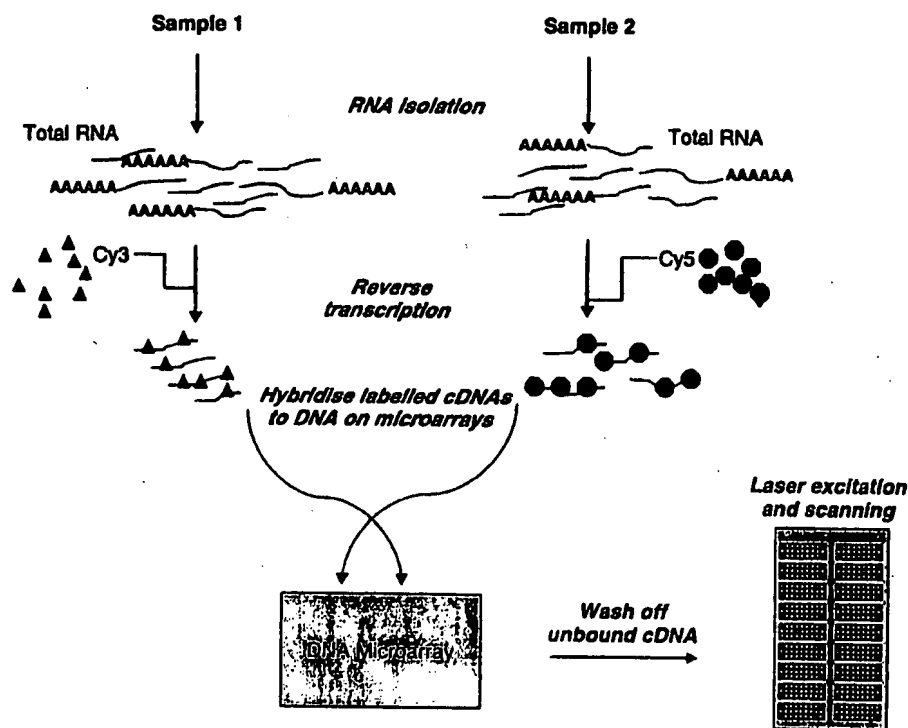 Sample 1
Sample 2
RNA isolation
Total RNA
Total RNA
AAAAAA
AAAAAA
AAAAAA
AAAAAA
AAAAAA
AAAAAA
AAAAAA
AAAAAA
Cy3
Cy5
Reverse
transcription
Hybridise labelled cDNAs
to DNA on microarrays
Laser excitation
and scanning
DNA Microarray
Wash off
unbound cDNA